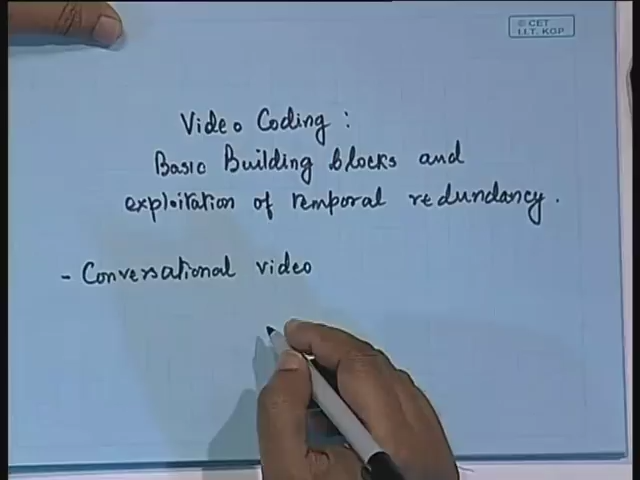 © CET
I.I.T. KGP
Video Coding :
Basic Building blocks and
exploitation of temporal redundancy.
- Conversational video